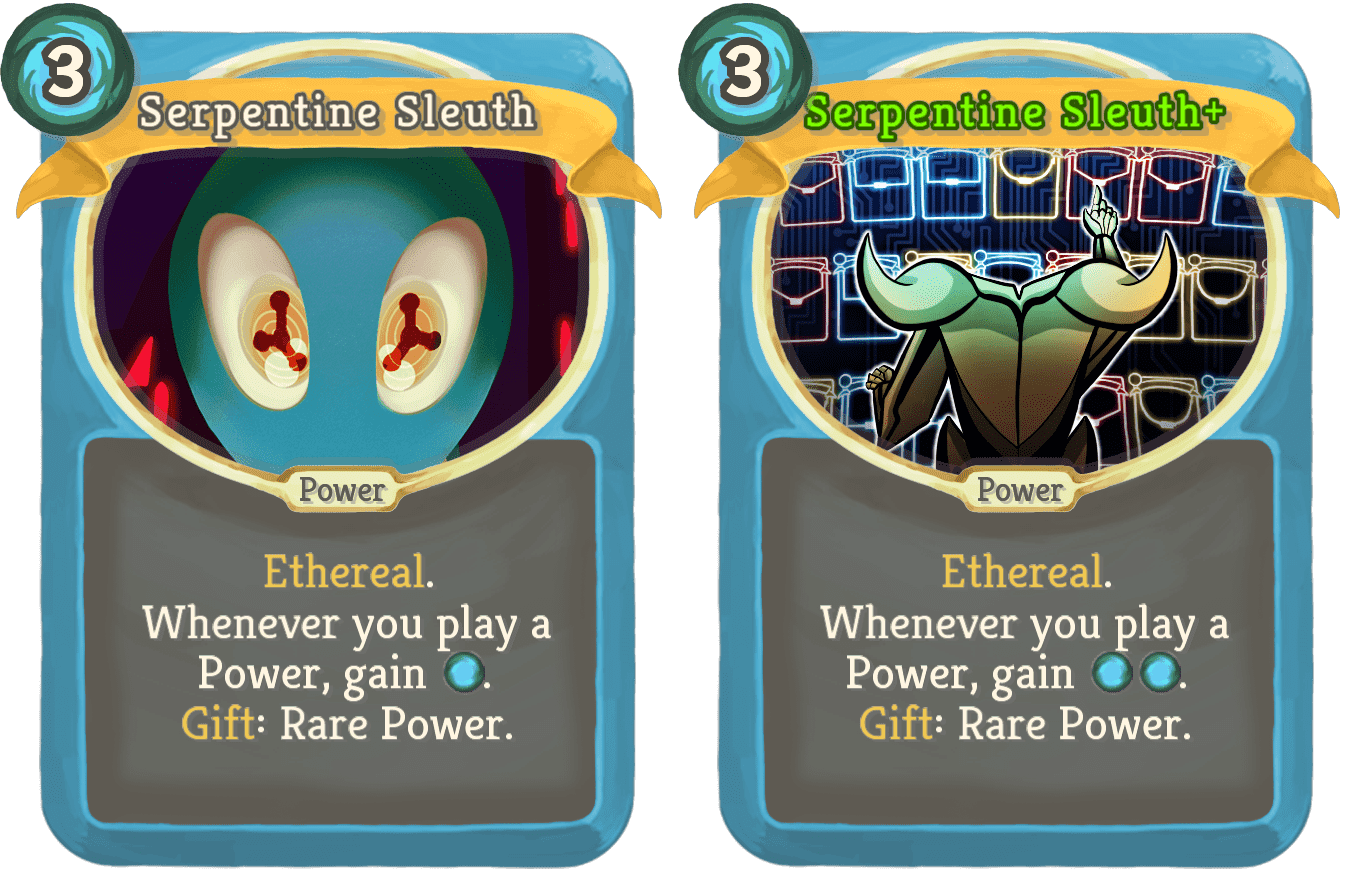 3
Serpentine Sleuth
Power
Ethereal.
Whenever you play a
Power, gain .
Gift: Rare Power.
3
Serpentine Sleuth+
Power
Ethereal.
Whenever you play a
Power, gain .
Gift: Rare Power.